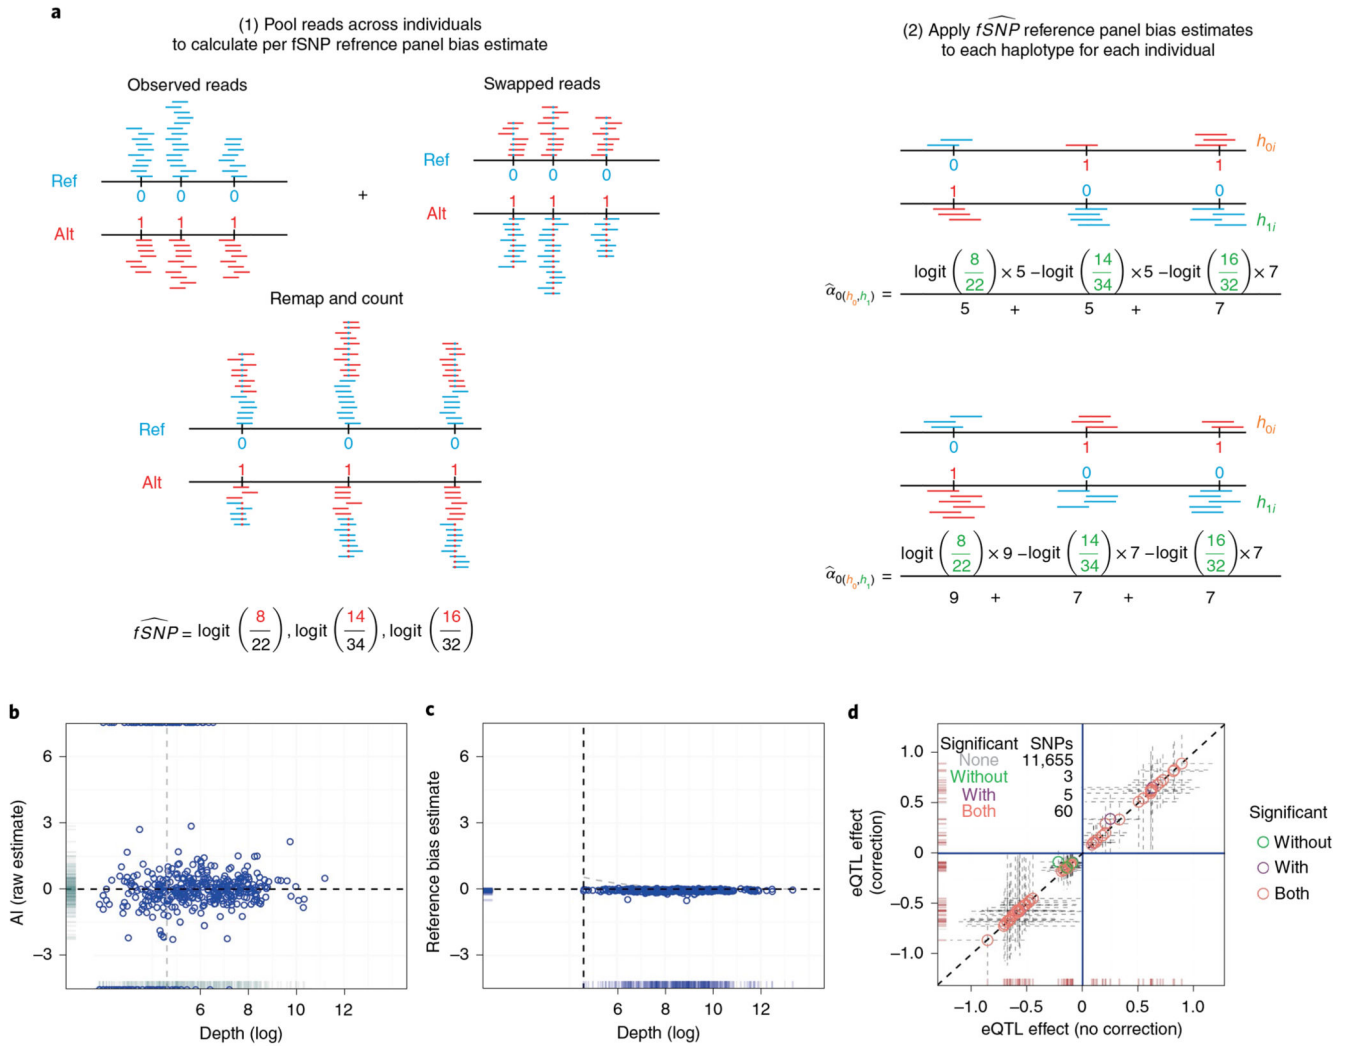 a
(1) Pool reads across individuals
to calculate per fSNP refrence panel bias estimate
Observed reads
Swapped reads
Ref
0 0 0
1 1 1
Alt
+
Ref
0 0 0
1 1 1
Alt
Remap and count
Ref
0 0 0
1 1 1
Alt
\widehat{fSNP} = logit (8/22), logit (14/34), logit (16/32)
(2) Apply \widehat{fSNP} reference panel bias estimates
to each haplotype for each individual
h0i
0 1 1
1 0 0
h1i
α̂0(h0,h1) = logit (8/22) × 5 – logit (14/34) × 5 – logit (16/32) × 7
5 + 5 + 7
h0i
0 1 1
1 0 0
h1i
α̂0(h0,h1) = logit (8/22) × 9 – logit (14/34) × 7 – logit (16/32) × 7
9 + 7 + 7
b
AI (raw estimate)
6
3
0
–3
6 8 10 12
Depth (log)
c
Reference bias estimate
6
3
0
–3
6 8 10 12
Depth (log)
d
eQTL effect
(correction)
1.0
0.5
0
–0.5
–1.0
Significant SNPs
None 11,655
Without 3
With 5
Both 60
–1.0 –0.5 0 0.5 1.0
eQTL effect (no correction)
Significant
Without
With
Both